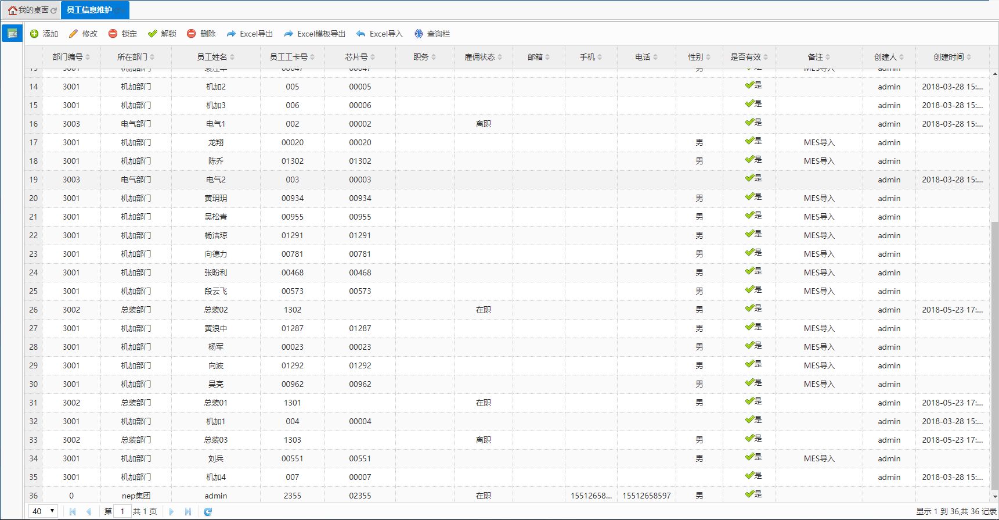 我的桌面 员工信息维护
添加 修改 锁定 解锁 删除 Excel导出 Excel模板导出 Excel导入 查询栏
部门编号 所在部门 员工姓名 员工工卡号 芯片号 职务 雇佣状态 邮箱 手机 电话 性别 是否有效 备注 创建人 创建时间
14 3001 机加部门 机加2 005 00005 是 admin 2018-03-28 15:...
15 3001 机加部门 机加3 006 00006 是 admin 2018-03-28 15:...
16 3003 电气部门 电气1 002 00002 离职 是 admin 2018-03-28 15:...
17 3001 机加部门 龙翔 00020 00020 男 是 MES导入 admin
18 3001 机加部门 陈乔 01302 01302 男 是 MES导入 admin
19 3003 电气部门 电气2 003 00003 是 admin 2018-03-28 15:...
20 3001 机加部门 黄玥玥 00934 00934 男 是 MES导入 admin
21 3001 机加部门 吴松青 00955 00955 男 是 MES导入 admin
22 3001 机加部门 杨洁琼 01291 01291 男 是 MES导入 admin
23 3001 机加部门 向德力 00781 00781 男 是 MES导入 admin
24 3001 机加部门 张盼利 00468 00468 男 是 MES导入 admin
25 3001 机加部门 段云飞 00573 00573 男 是 MES导入 admin
26 3002 总装部门 总装02 1302 在职 男 是 admin 2018-05-23 17:...
27 3001 机加部门 黄浪中 01287 01287 男 是 MES导入 admin
28 3001 机加部门 杨军 00023 00023 男 是 MES导入 admin
29 3001 机加部门 向波 01292 01292 男 是 MES导入 admin
30 3001 机加部门 吴亮 00962 00962 男 是 MES导入 admin
31 3002 总装部门 总装01 1301 在职 男 是 admin 2018-05-23 17:...
32 3001 机加部门 机加1 004 00004 是 admin 2018-03-28 15:...
33 3002 总装部门 总装03 1303 离职 男 是 admin 2018-05-23 17:...
34 3001 机加部门 刘兵 00551 00551 男 是 MES导入 admin
35 3001 机加部门 机加4 007 00007 是 admin 2018-03-28 15:...
36 0 nep集团 admin 2355 02355 在职 15512658... 15512658597 男 是
40 第 1 共 1 页 显示 1 到 36,共 36 记录